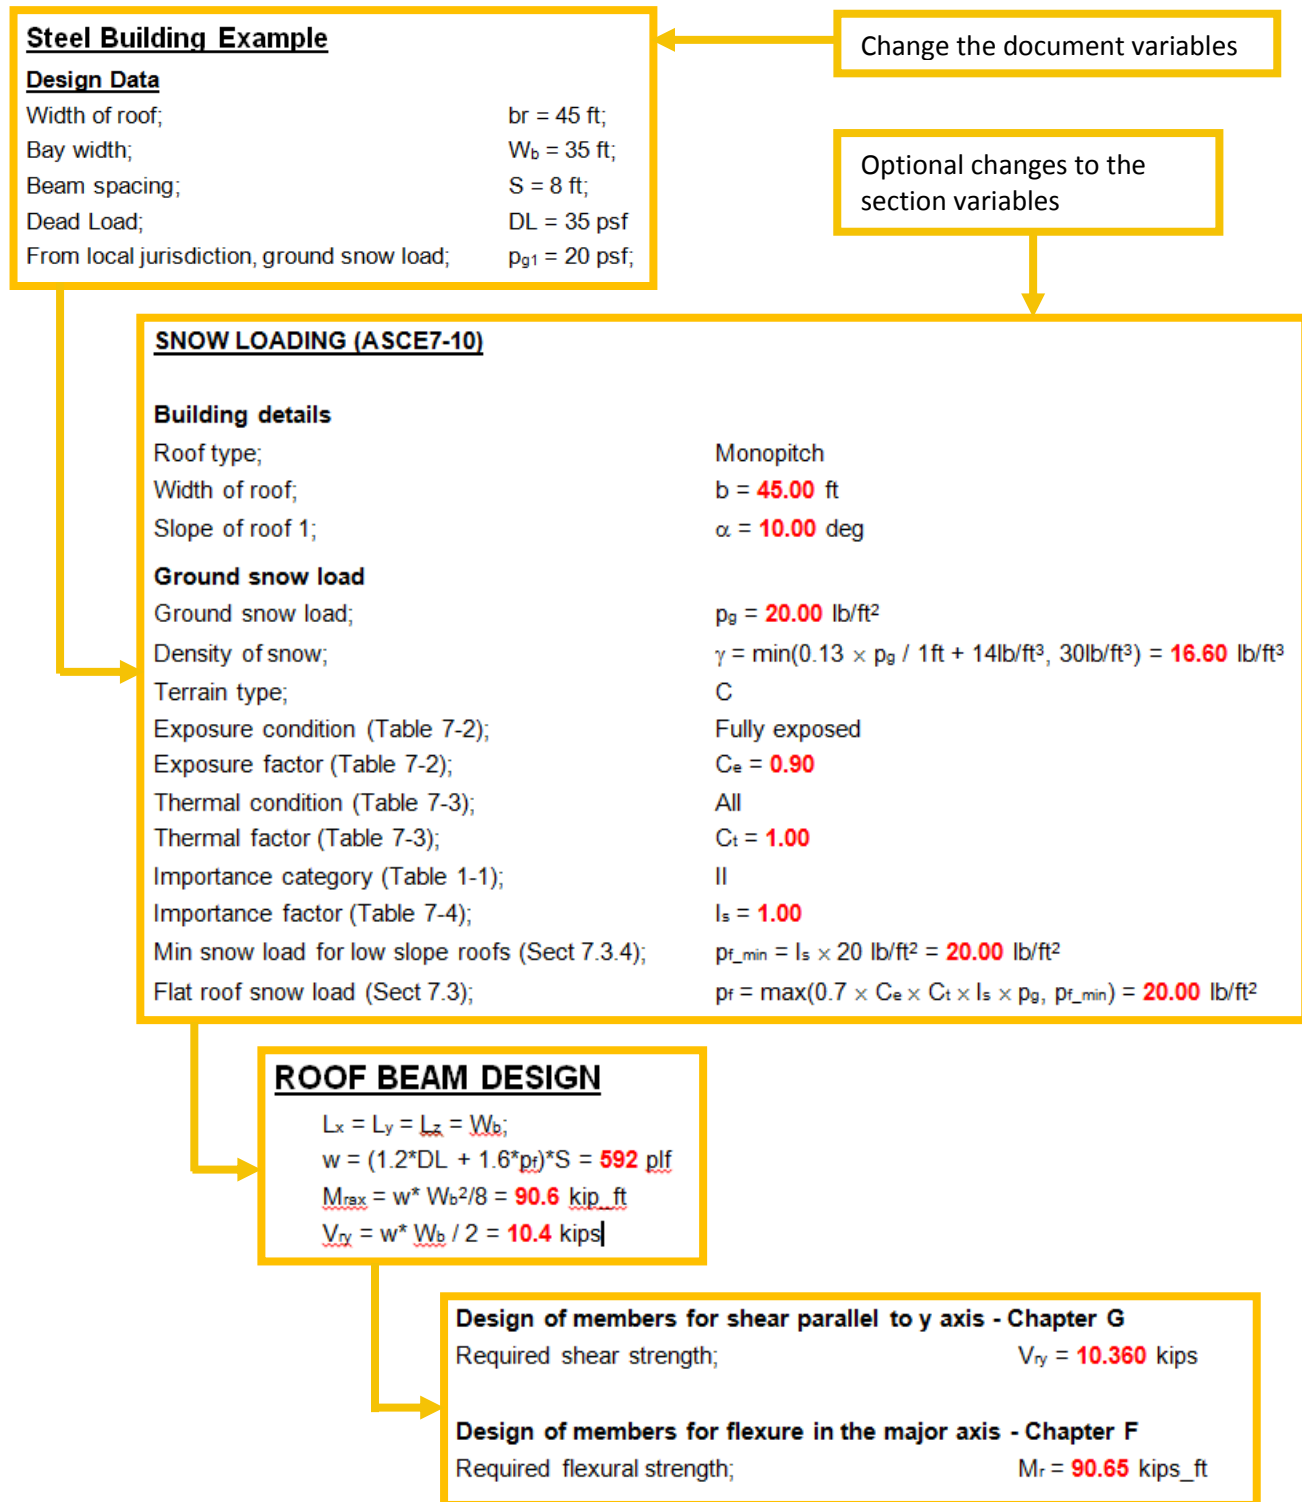 Steel Building Example
Change the document variables
Design Data
Width of roof; br = 45 ft;
Bay width; Wb = 35 ft;
Beam spacing; S = 8 ft;
Dead Load; DL = 35 psf
From local jurisdiction, ground snow load; pg1 = 20 psf;
Optional changes to the
section variables
SNOW LOADING (ASCE7-10)
Building details
Roof type; Monopitch
Width of roof; b = 45.00 ft
Slope of roof 1; α = 10.00 deg
Ground snow load
Ground snow load; pg = 20.00 lb/ft²
Density of snow; γ = min(0.13 × pg / 1ft + 14lb/ft³, 30lb/ft³) = 16.60 lb/ft³
Terrain type; C
Exposure condition (Table 7-2); Fully exposed
Exposure factor (Table 7-2); Ce = 0.90
Thermal condition (Table 7-3); All
Thermal factor (Table 7-3); Ct = 1.00
Importance category (Table 1-1); II
Importance factor (Table 7-4); Is = 1.00
Min snow load for low slope roofs (Sect 7.3.4); pf_min = Is × 20 lb/ft² = 20.00 lb/ft²
Flat roof snow load (Sect 7.3); pf = max(0.7 × Ce × Ct × Is × pg, pf_min) = 20.00 lb/ft²
ROOF BEAM DESIGN
Lx = Ly = Lz = Wb;
w = (1.2*DL + 1.6*pf)*S = 592 plf
Mrax = w* Wb²/8 = 90.6 kip_ft
Vry = w* Wb / 2 = 10.4 kips
Design of members for shear parallel to y axis - Chapter G
Required shear strength; Vry = 10.360 kips
Design of members for flexure in the major axis - Chapter F
Required flexural strength; Mr = 90.65 kips_ft